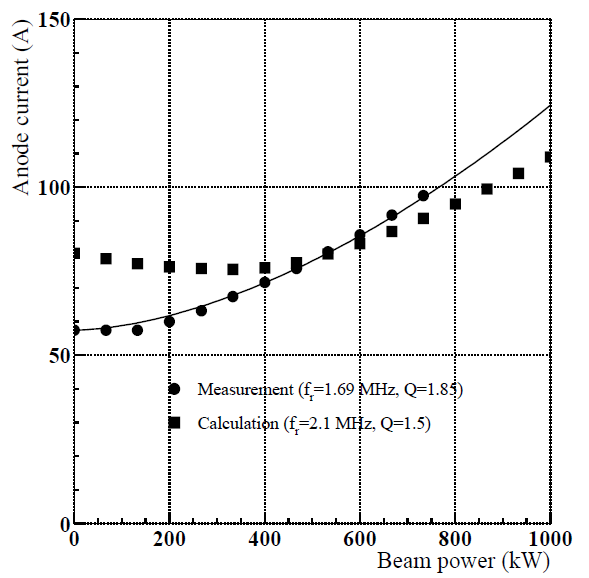 150
Anode current (A)
100
50
Measurement (fr=1.69 MHz, Q=1.85)
Calculation (fr=2.1 MHz, Q=1.5)
0
0 200 400 600 800 1000
Beam power (kW)